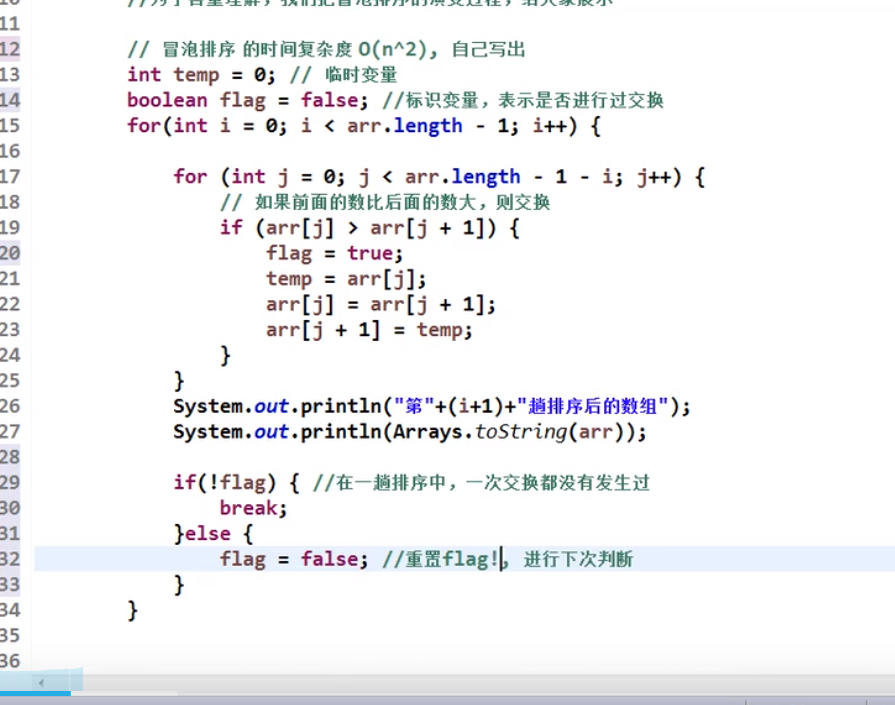 11
12 // 冒泡排序 的时间复杂度 O(n^2), 自己写出
13 int temp = 0; // 临时变量
14 boolean flag = false; //标识变量，表示是否进行过交换
15 for(int i = 0; i < arr.length - 1; i++) {
16
17 for (int j = 0; j < arr.length - 1 - i; j++) {
18 // 如果前面的数比后面的数大，则交换
19 if (arr[j] > arr[j + 1]) {
20 flag = true;
21 temp = arr[j];
22 arr[j] = arr[j + 1];
23 arr[j + 1] = temp;
24 }
25 }
26 System.out.println("第"+(i+1)+"趟排序后的数组");
27 System.out.println(Arrays.toString(arr));
28
29 if(!flag) { //在一趟排序中，一次交换都没有发生过
30 break;
31 }else {
32 flag = false; //重置flag!, 进行下次判断
33 }
34 }
35
36